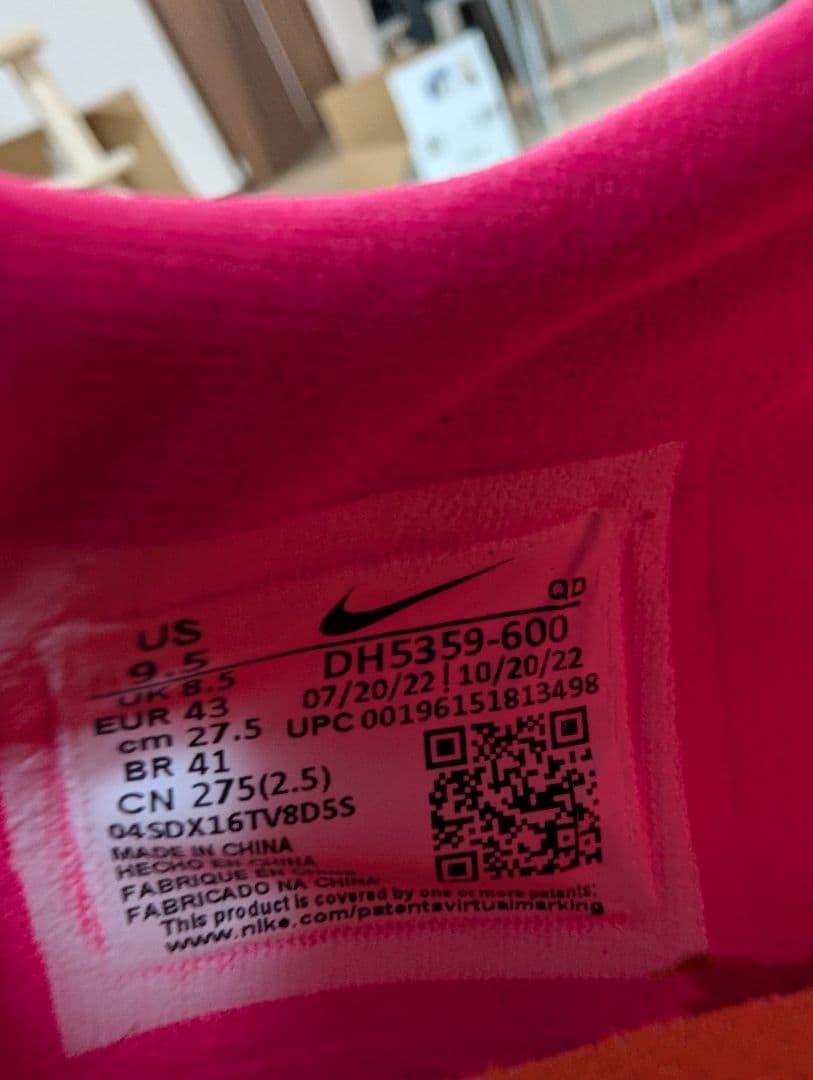 QD
US
9.5
UK 8.5
EUR 43
cm 27.5
BR 41
CN 275(2.5)
DH5359-600
07/20/22 | 10/20/22
UPC 00196151813498
04SDX16TV8D5S
MADE IN CHINA
HECHO EN CHINA
FABRIQUE EN CHINA
FABRICADO NA CHINA
This product is covered by one or more patents:
www.nike.com/patentsvirtualmarking